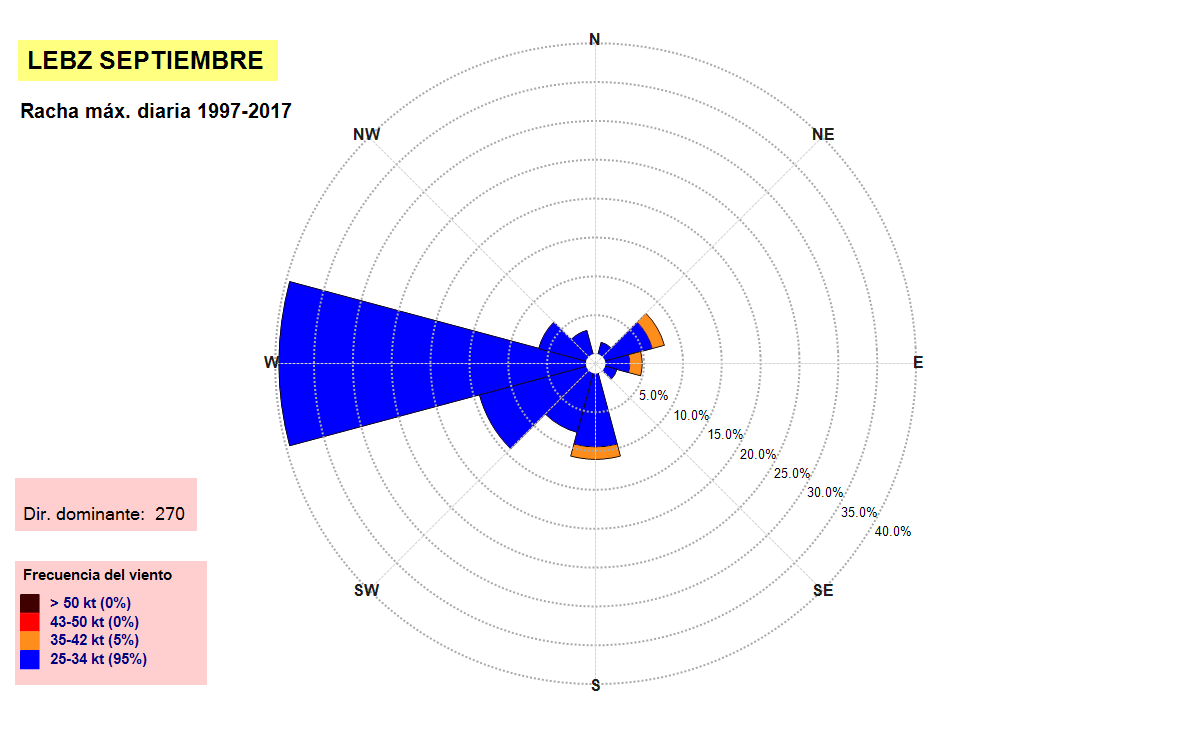 LEBZ SEPTIEMBRE
Racha máx. diaria 1997-2017
N
NW
NE
W
E
5.0%
10.0%
15.0%
20.0%
25.0%
30.0%
35.0%
40.0%
SW
SE
S
Dir. dominante: 270
Frecuencia del viento
> 50 kt (0%)
43-50 kt (0%)
35-42 kt (5%)
25-34 kt (95%)